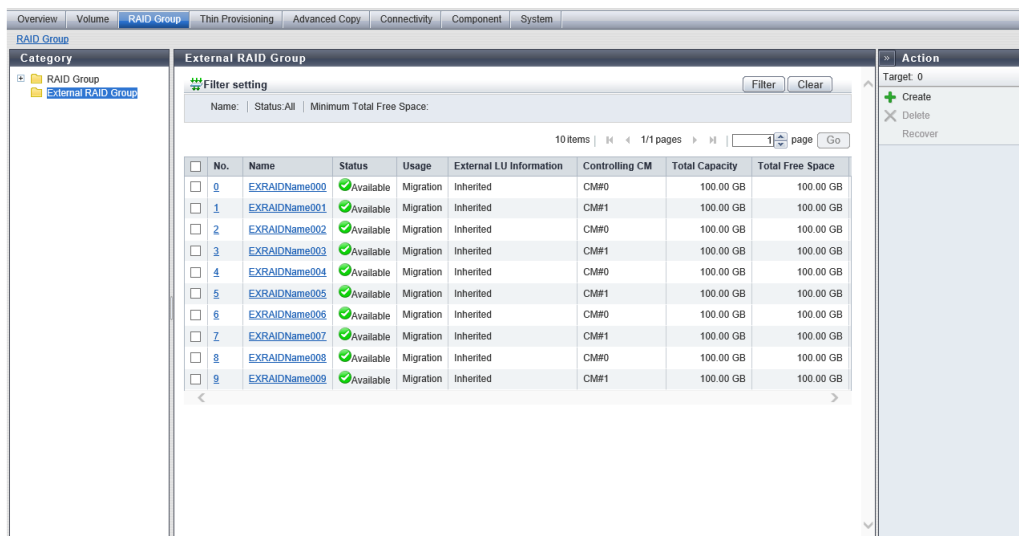 Overview Volume RAID Group Thin Provisioning Advanced Copy Connectivity Component System
RAID Group
Category
RAID Group
External RAID Group
External RAID Group
Filter setting Filter Clear
Name: Status:All Minimum Total Free Space:
10 items 1/1 pages 1 page Go
No. Name Status Usage External LU Information Controlling CM Total Capacity Total Free Space
0 EXRAIDName000 Available Migration Inherited CM#0 100.00 GB 100.00 GB
1 EXRAIDName001 Available Migration Inherited CM#1 100.00 GB 100.00 GB
2 EXRAIDName002 Available Migration Inherited CM#0 100.00 GB 100.00 GB
3 EXRAIDName003 Available Migration Inherited CM#1 100.00 GB 100.00 GB
4 EXRAIDName004 Available Migration Inherited CM#0 100.00 GB 100.00 GB
5 EXRAIDName005 Available Migration Inherited CM#1 100.00 GB 100.00 GB
6 EXRAIDName006 Available Migration Inherited CM#0 100.00 GB 100.00 GB
7 EXRAIDName007 Available Migration Inherited CM#1 100.00 GB 100.00 GB
8 EXRAIDName008 Available Migration Inherited CM#0 100.00 GB 100.00 GB
9 EXRAIDName009 Available Migration Inherited CM#1 100.00 GB 100.00 GB
» Action
Target: 0
Create
Delete
Recover